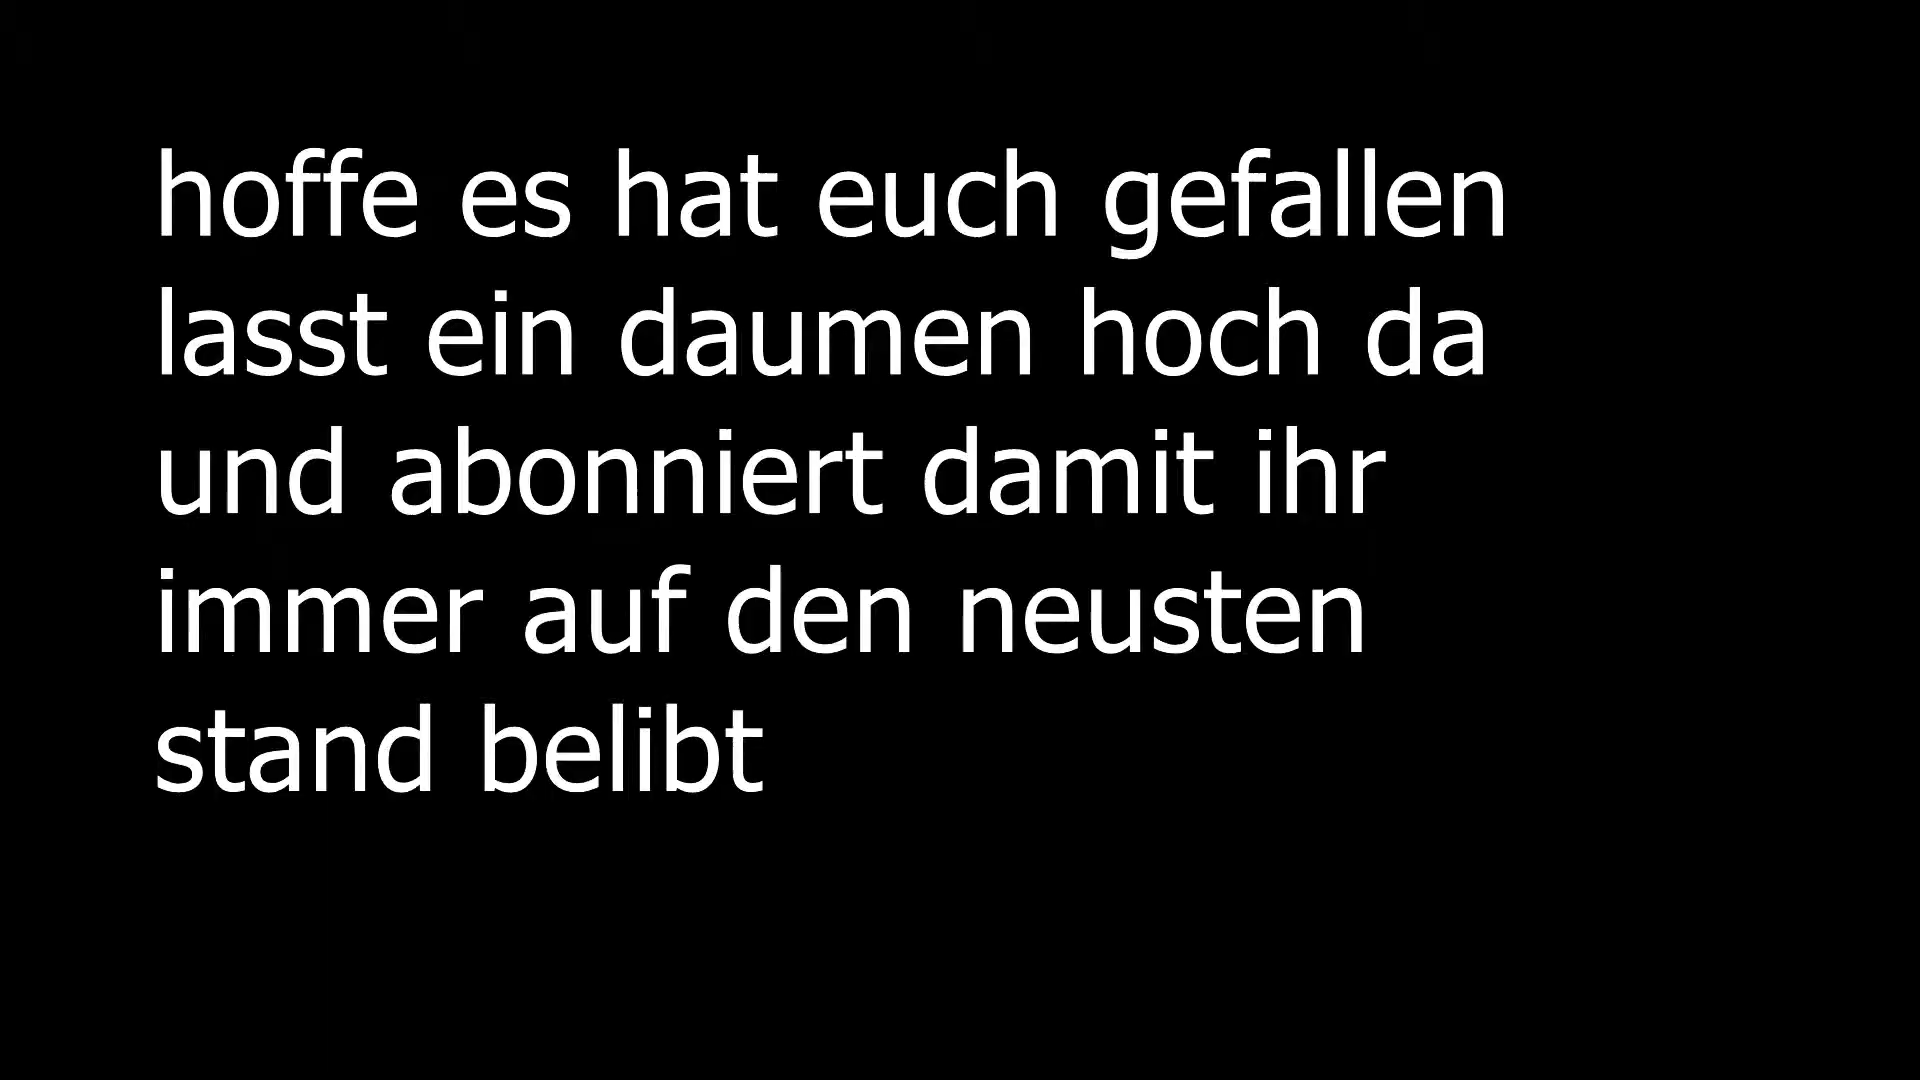 hoffe es hat euch gefallen
lasst ein daumen hoch da
und abonniert damit ihr
immer auf den neusten
stand belibt